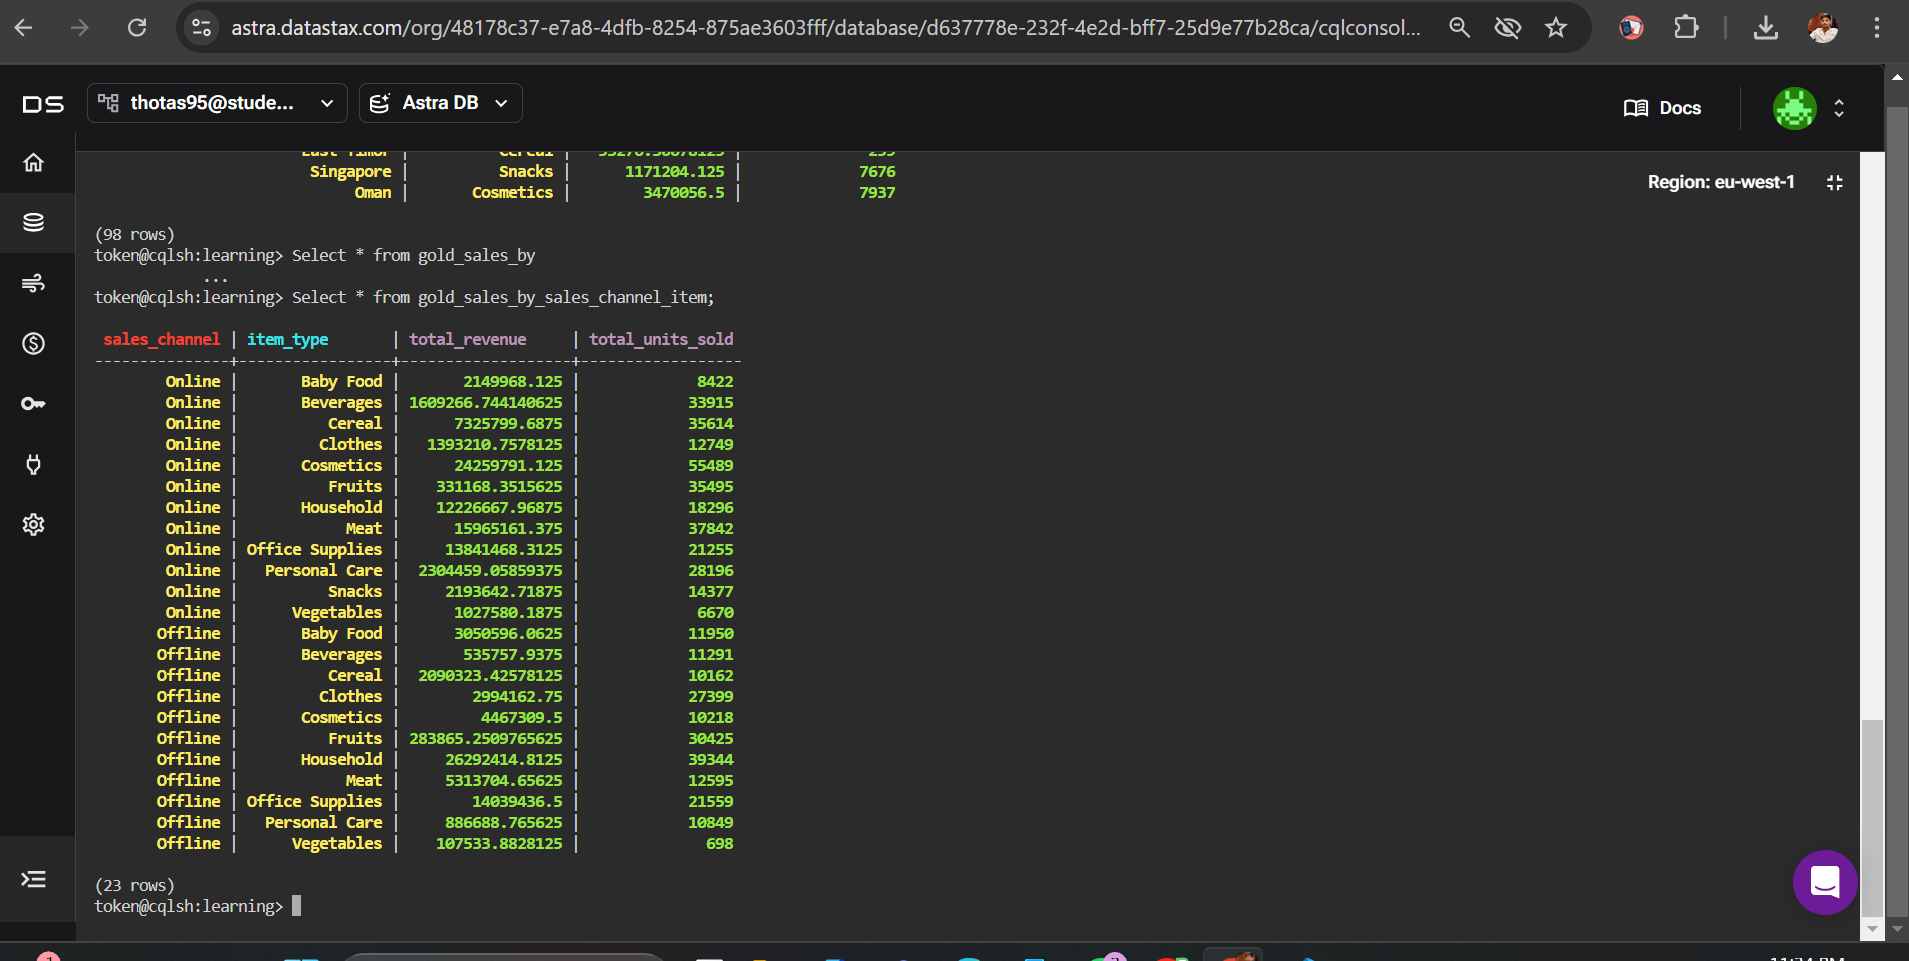 astra.datastax.com/org/48178c37-e7a8-4dfb-8254-875ae3603fff/database/d637778e-232f-4e2d-bff7-25d9e77b28ca/cqlconsol...
DS thotas95@stude... Astra DB Docs
Region: eu-west-1
East Timor | Cereal | 53276.36078125 | 259
Singapore | Snacks | 1171204.125 | 7676
Oman | Cosmetics | 3470056.5 | 7937
(98 rows)
token@cqlsh:learning> Select * from gold_sales_by
...
token@cqlsh:learning> Select * from gold_sales_by_sales_channel_item;
sales_channel | item_type | total_revenue | total_units_sold
---------------+-----------------+-------------------+------------------
Online | Baby Food | 2149968.125 | 8422
Online | Beverages | 1609266.744140625 | 33915
Online | Cereal | 7325799.6875 | 35614
Online | Clothes | 1393210.7578125 | 12749
Online | Cosmetics | 24259791.125 | 55489
Online | Fruits | 331168.3515625 | 35495
Online | Household | 12226667.96875 | 18296
Online | Meat | 15965161.375 | 37842
Online | Office Supplies | 13841468.3125 | 21255
Online | Personal Care | 2304459.05859375 | 28196
Online | Snacks | 2193642.71875 | 14377
Online | Vegetables | 1027580.1875 | 6670
Offline | Baby Food | 3050596.0625 | 11950
Offline | Beverages | 535757.9375 | 11291
Offline | Cereal | 2090323.42578125 | 10162
Offline | Clothes | 2994162.75 | 27399
Offline | Cosmetics | 4467309.5 | 10218
Offline | Fruits | 283865.2509765625 | 30425
Offline | Household | 26292414.8125 | 39344
Offline | Meat | 5313704.65625 | 12595
Offline | Office Supplies | 14039436.5 | 21559
Offline | Personal Care | 886688.765625 | 10849
Offline | Vegetables | 107533.8828125 | 698
(23 rows)
token@cqlsh:learning>